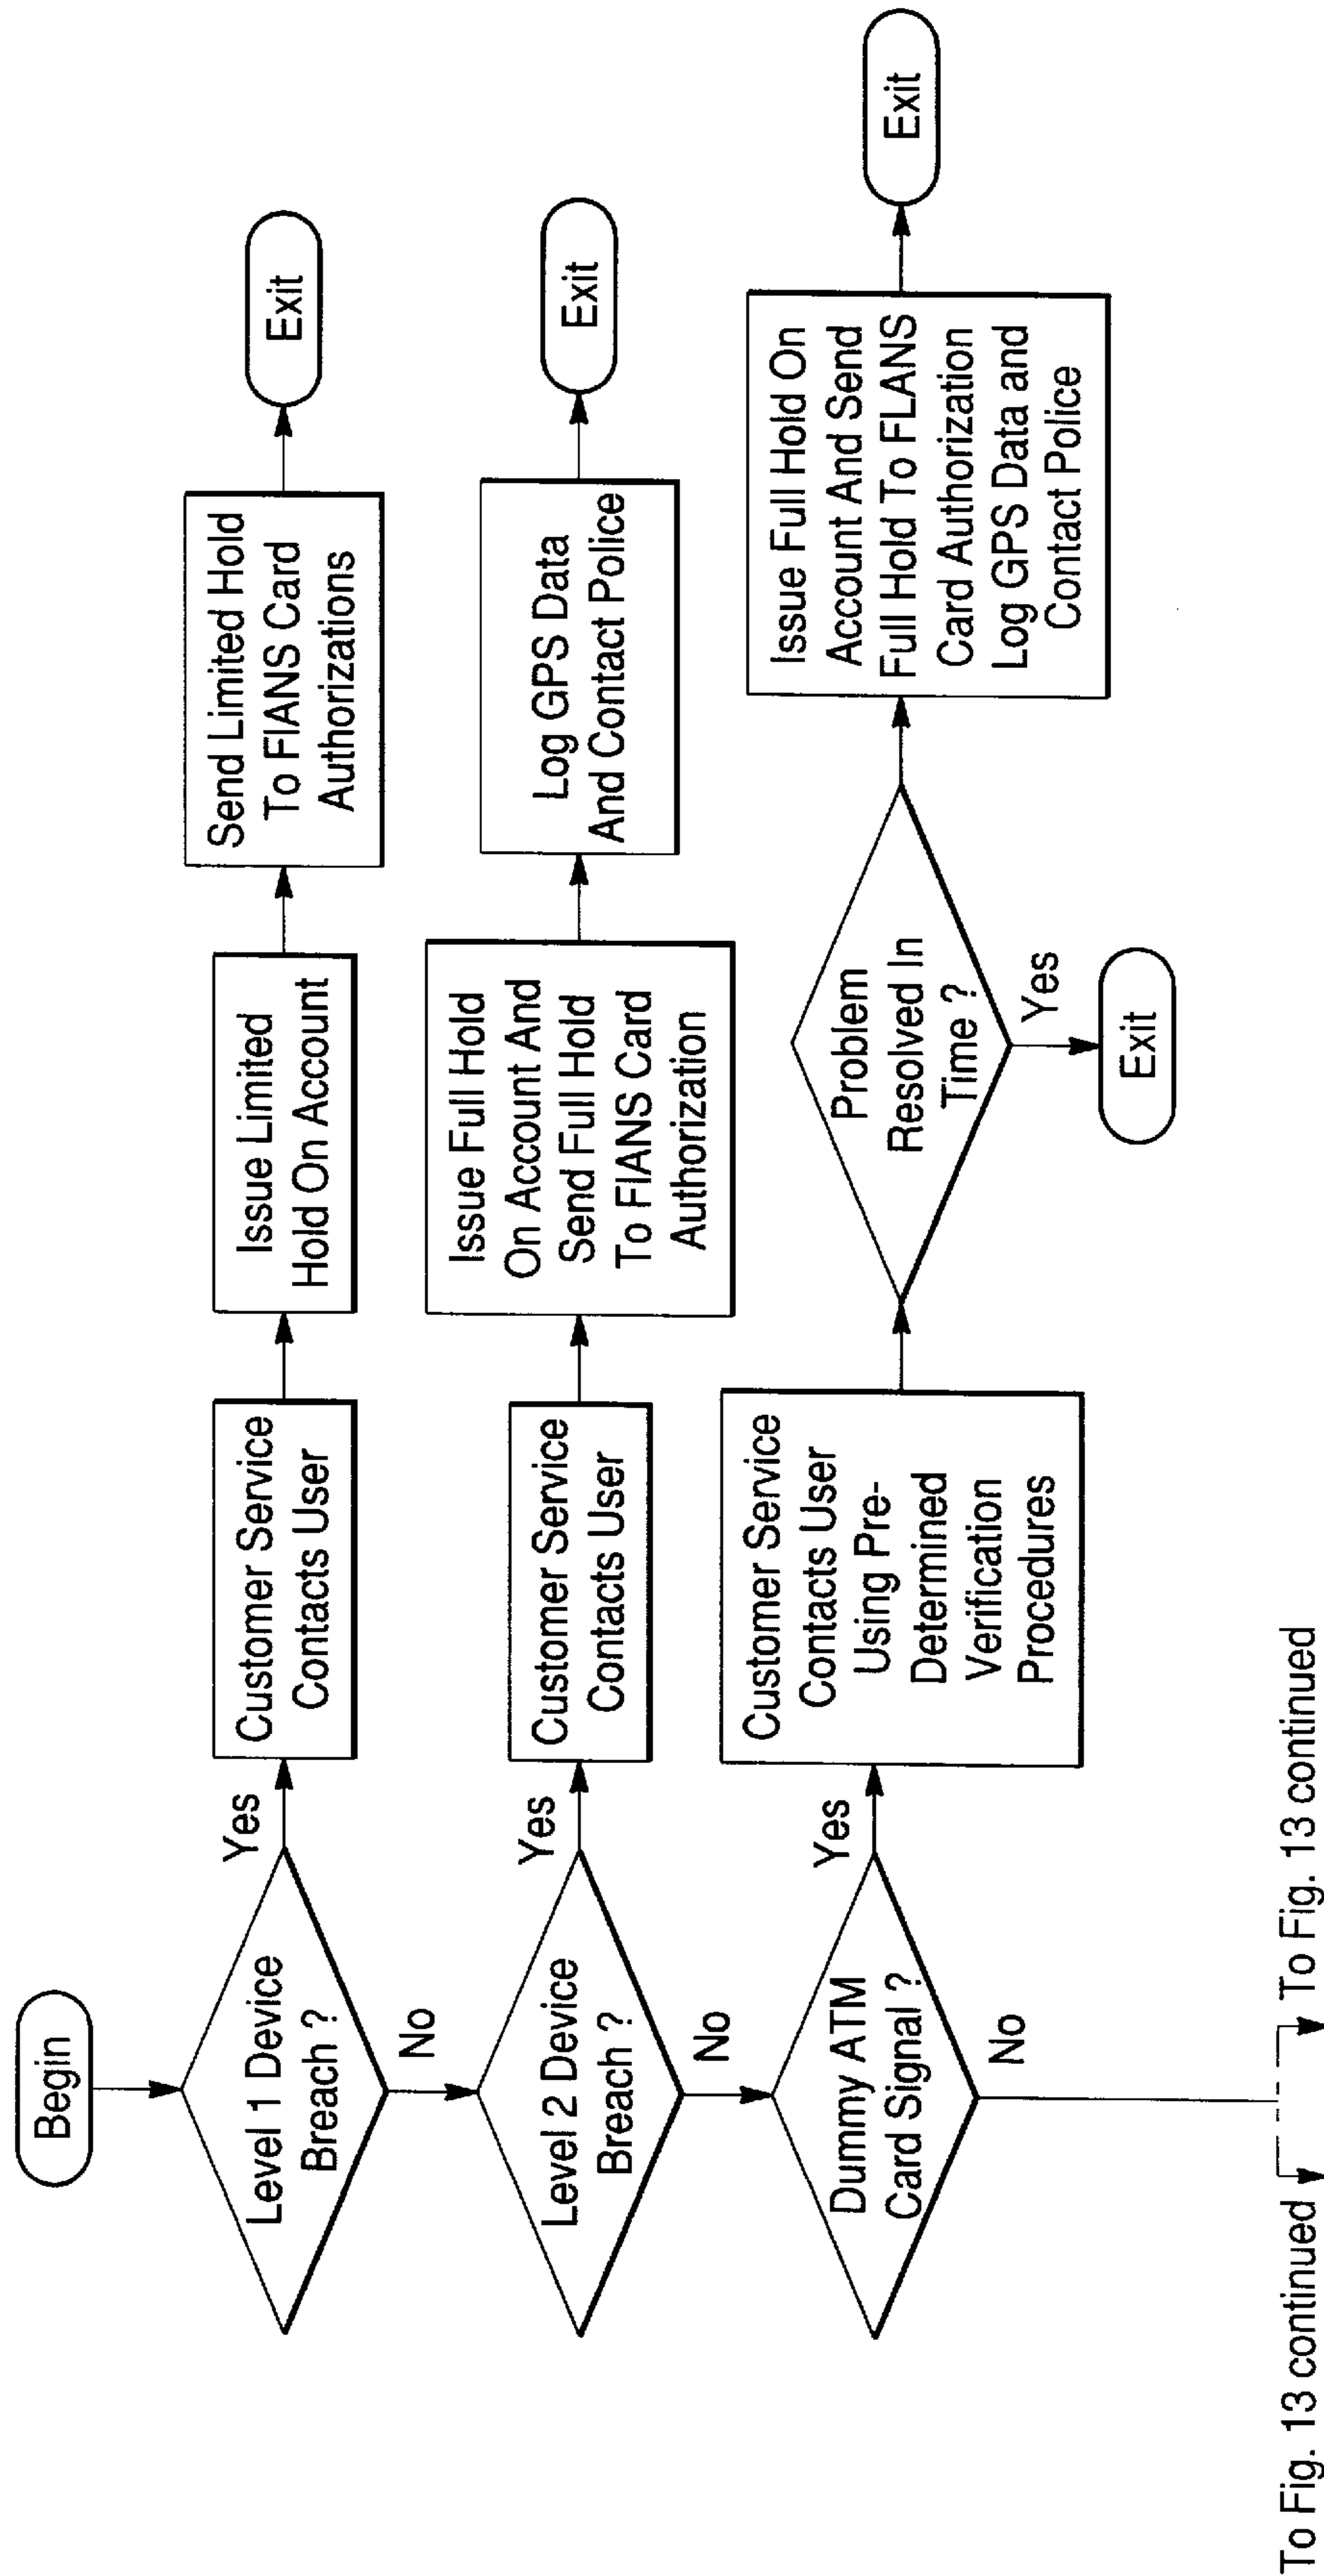 Begin
Level 1 Device
Breach ?
Yes
No
Customer Service
Contacts User
Issue Limited
Hold On Account
Send Limited Hold
To FIANS Card
Authorizations
Exit
Level 2 Device
Breach ?
Yes
No
Customer Service
Contacts User
Issue Full Hold
On Account And
Send Full Hold
To FIANS Card
Authorization
Log GPS Data
And Contact Police
Exit
Dummy ATM
Card Signal ?
Yes
No
Customer Service
Contacts User
Using Pre-
Determined
Verification
Procedures
Problem
Resolved In
Time ?
Yes
Exit
Issue Full Hold On
Account And Send
Full Hold To FLANS
Card Authorization
Log GPS Data and
Contact Police
Exit
To Fig. 13 continued
To Fig. 13 continued